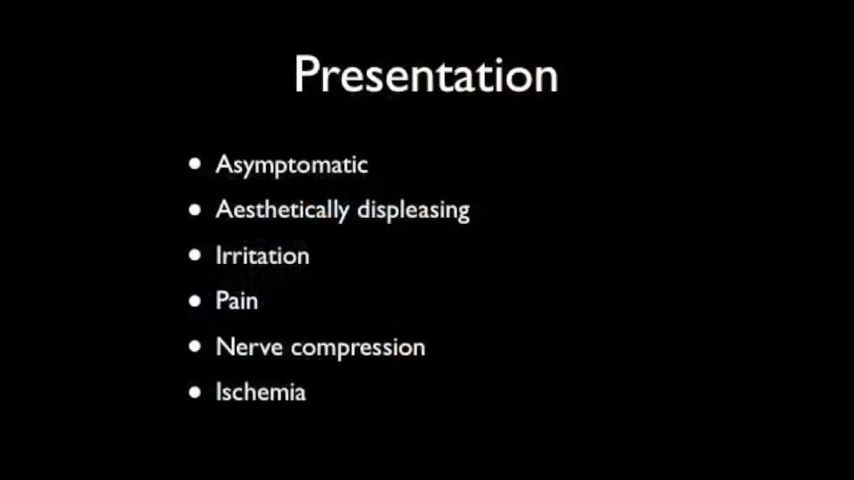 Presentation
• Asymptomatic
• Aesthetically displeasing
• Irritation
• Pain
• Nerve compression
• Ischemia